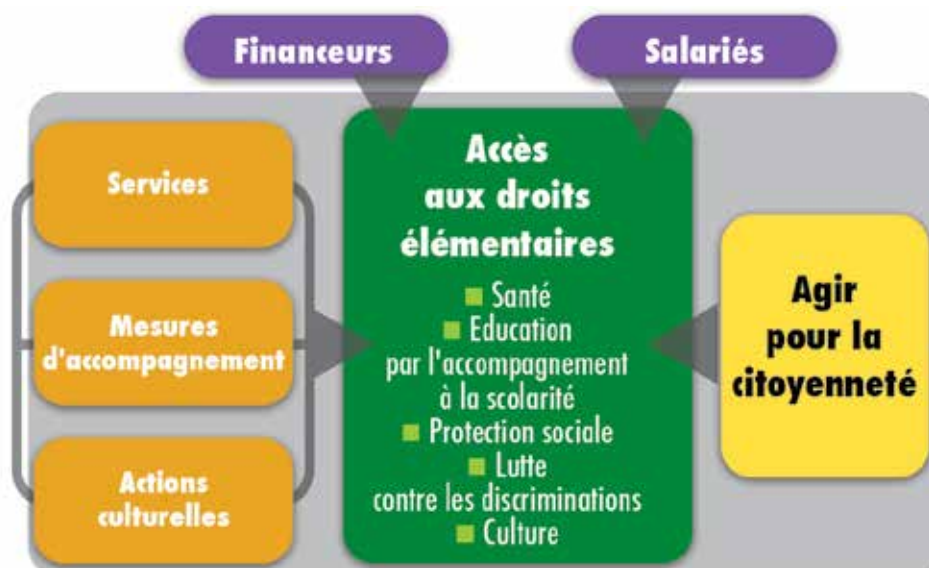 Financeurs
Salariés
Services
Mesures
d'accompagnement
Actions
culturelles
Accès
aux droits
élémentaires
Santé
Education
par l'accompagnement
à la scolarité
Protection sociale
Lutte
contre les discriminations
Culture
Agir
pour la
citoyenneté